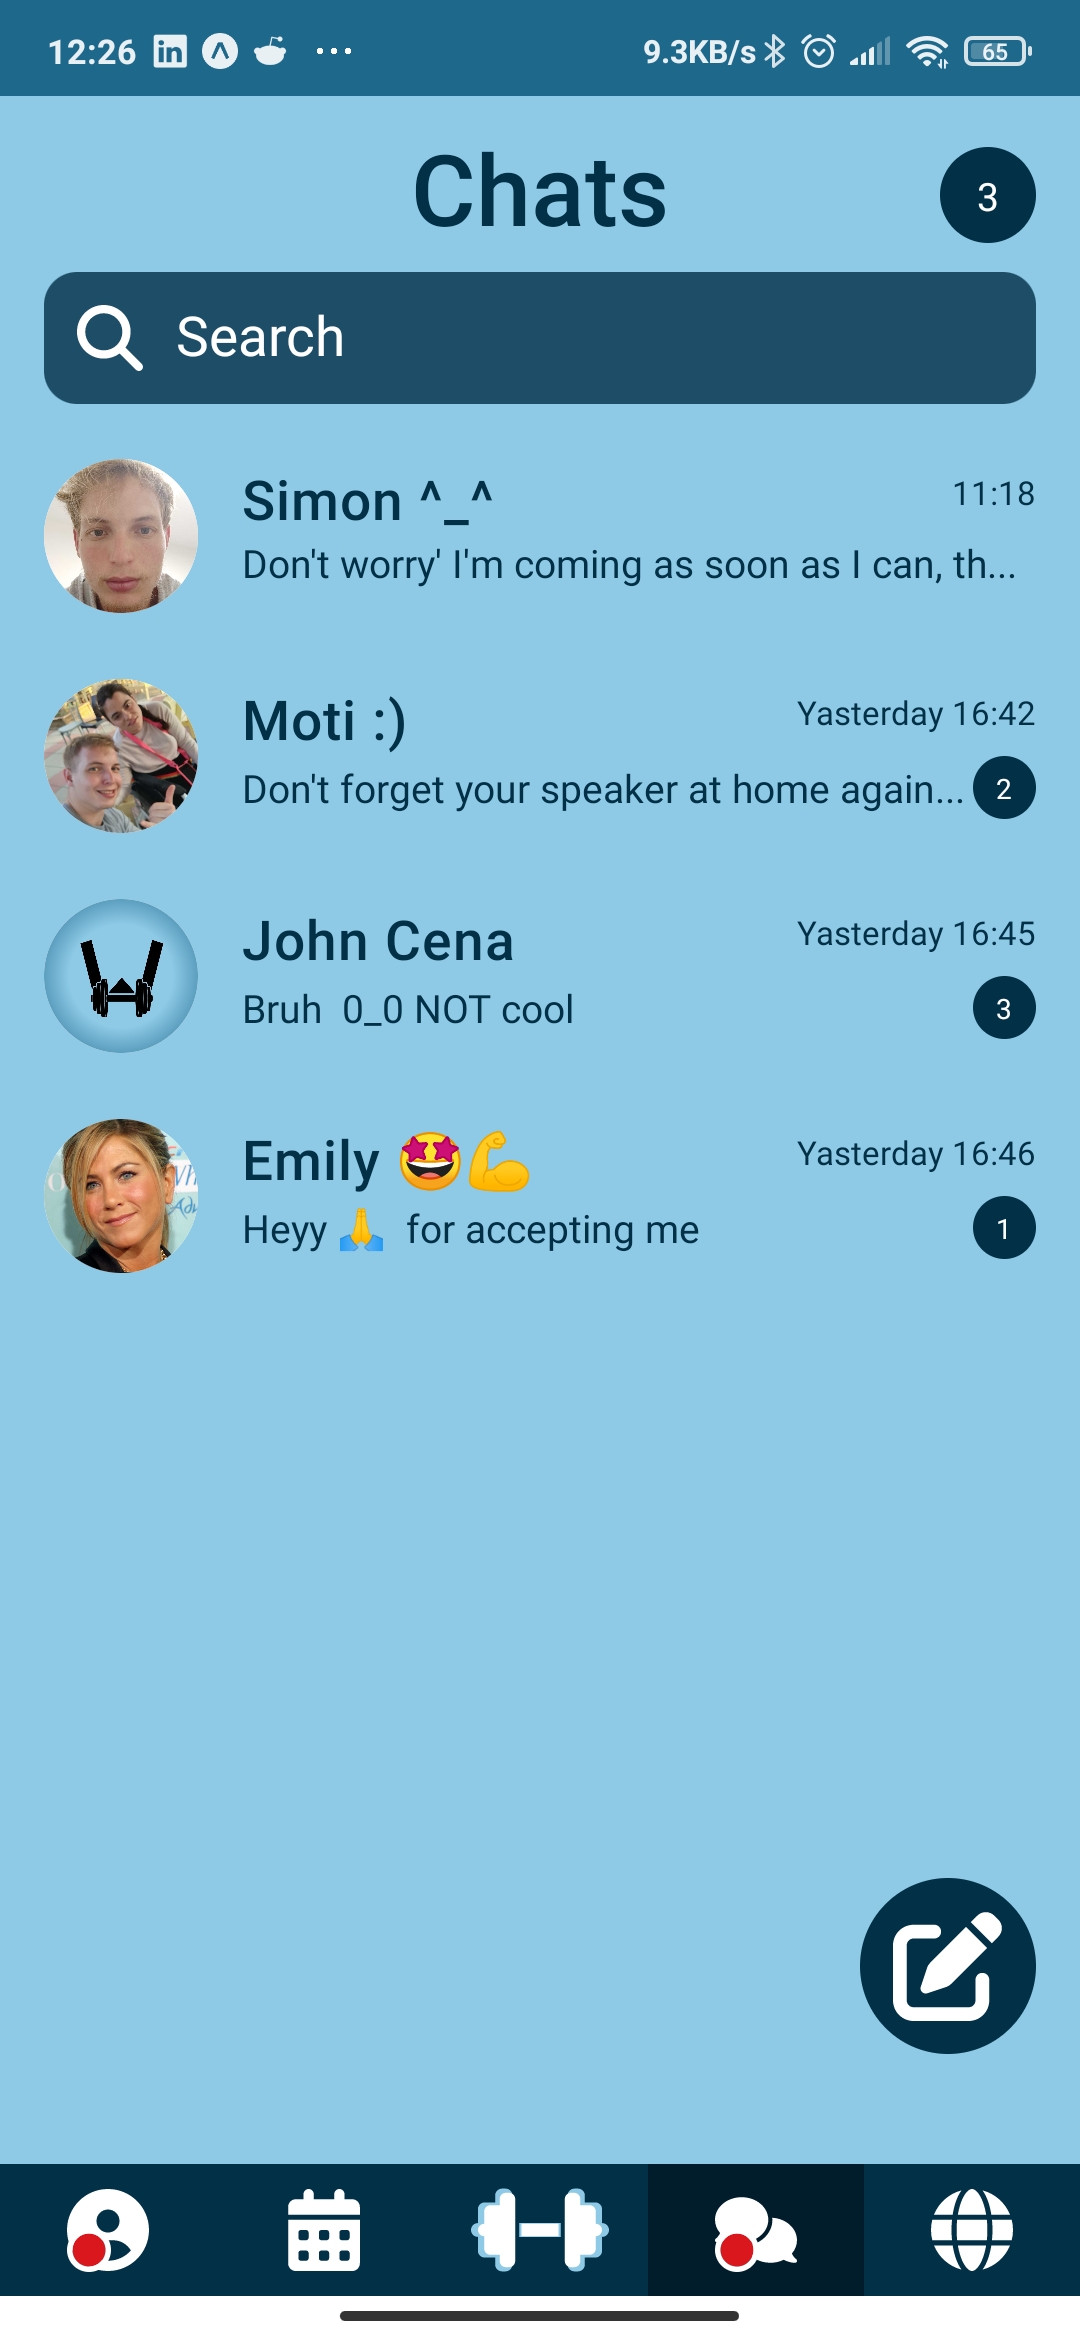 12:26 9.3KB/s 65
Chats 3
Search
Simon ^_^ 11:18
Don't worry' I'm coming as soon as I can, th...
Moti :) Yasterday 16:42
Don't forget your speaker at home again... 2
John Cena Yasterday 16:45
Bruh  0_0 NOT cool 3
Emily 🤩💪 Yasterday 16:46
Heyy 🙏  for accepting me 1